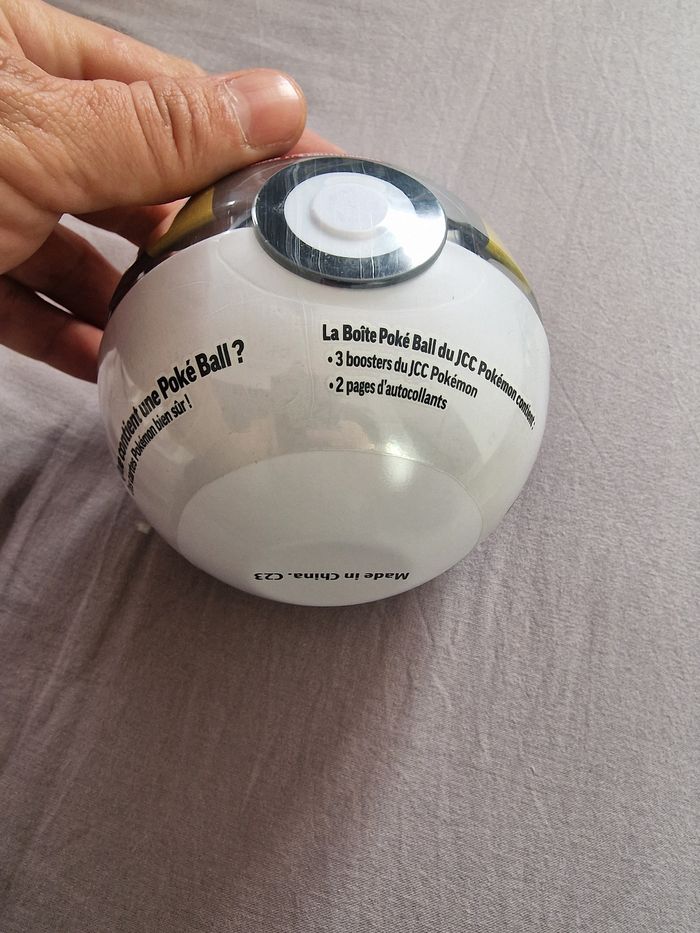 contient une Poké Ball ?
cartes Pokémon bien sûr !
La Boîte Poké Ball du JCC Pokémon contient :
• 3 boosters du JCC Pokémon
• 2 pages d'autocollants
Made in China. C23